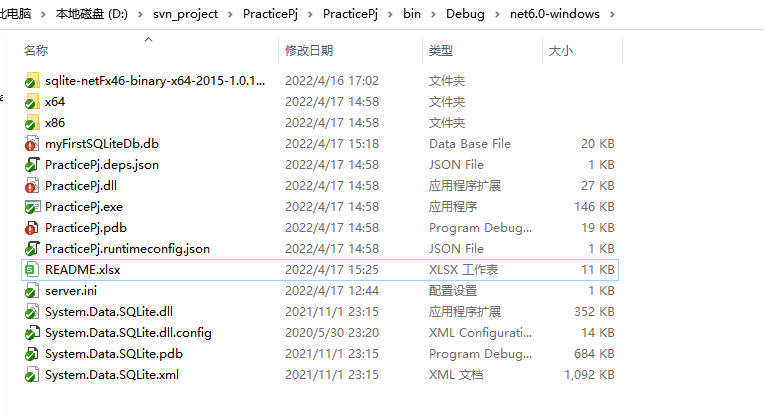 此电脑 › 本地磁盘 (D:) › svn_project › PracticePj › PracticePj › bin › Debug › net6.0-windows ›
名称 修改日期 类型 大小
sqlite-netFx46-binary-x64-2015-1.0.1... 2022/4/16 17:02 文件夹
x64 2022/4/17 14:58 文件夹
x86 2022/4/17 14:58 文件夹
myFirstSQLiteDb.db 2022/4/17 15:18 Data Base File 20 KB
PracticePj.deps.json 2022/4/17 14:58 JSON File 1 KB
PracticePj.dll 2022/4/17 14:58 应用程序扩展 27 KB
PracticePj.exe 2022/4/17 14:58 应用程序 146 KB
PracticePj.pdb 2022/4/17 14:58 Program Debug... 19 KB
PracticePj.runtimeconfig.json 2022/4/17 14:58 JSON File 1 KB
README.xlsx 2022/4/17 15:25 XLSX 工作表 11 KB
server.ini 2022/4/17 12:44 配置设置 1 KB
System.Data.SQLite.dll 2021/11/1 23:15 应用程序扩展 352 KB
System.Data.SQLite.dll.config 2020/5/30 23:20 XML Configurati... 14 KB
System.Data.SQLite.pdb 2021/11/1 23:15 Program Debug... 684 KB
System.Data.SQLite.xml 2021/11/1 23:15 XML 文档 1,092 KB